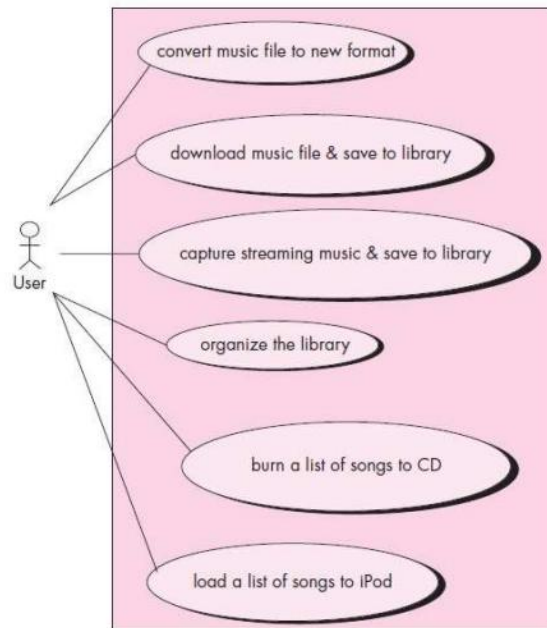 convert music file to new format
download music file & save to library
capture streaming music & save to library
User
organize the library
burn a list of songs to CD
load a list of songs to iPod